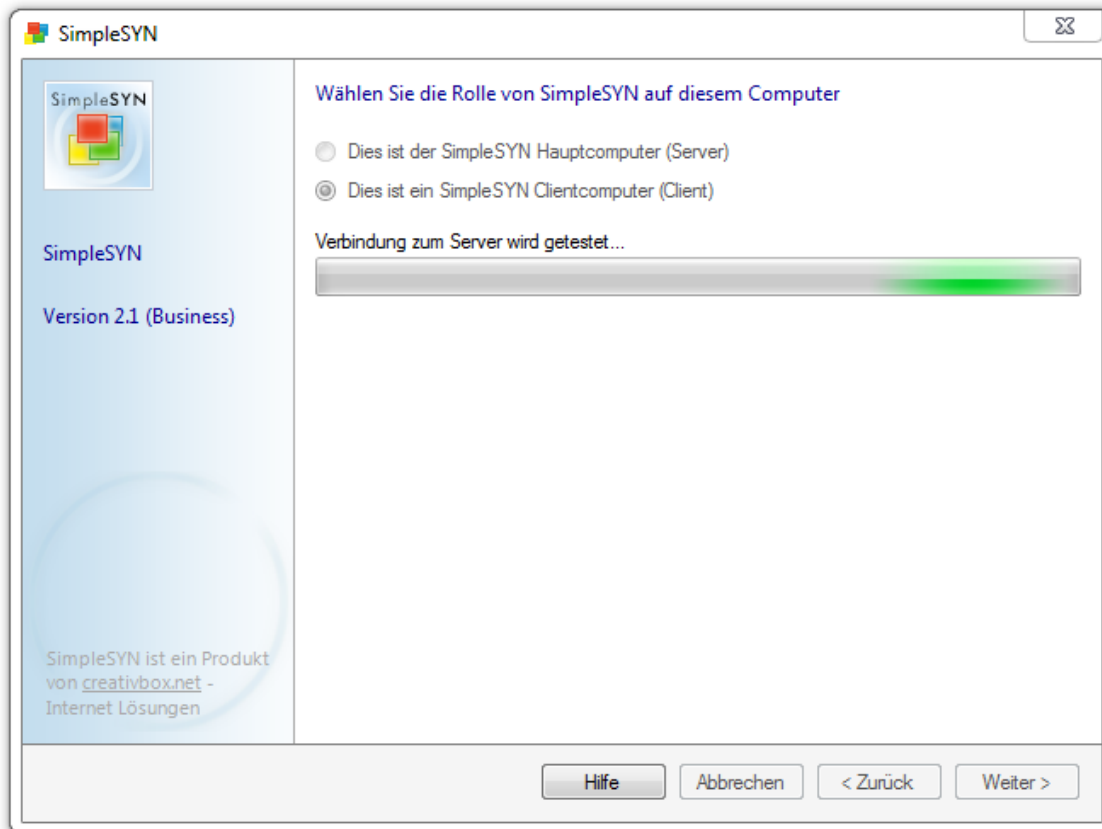 SimpleSYN
SimpleSYN
SimpleSYN
Version 2.1 (Business)
SimpleSYN ist ein Produkt
von creativbox.net -
Internet Lösungen
Wählen Sie die Rolle von SimpleSYN auf diesem Computer
Dies ist der SimpleSYN Hauptcomputer (Server)
Dies ist ein SimpleSYN Clientcomputer (Client)
Verbindung zum Server wird getestet...
Hilfe
Abbrechen
< Zurück
Weiter >